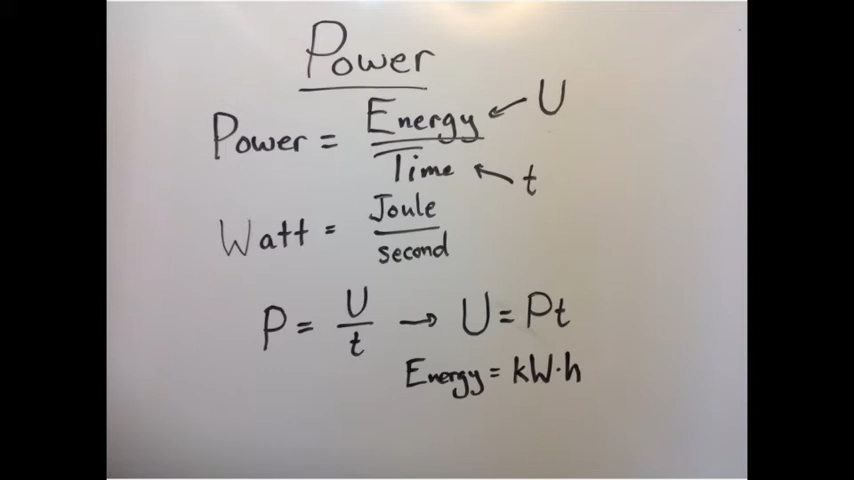 Power
Power = Energy ← U
Time ← t
Watt = Joule
second
P = U/t → U = Pt
Energy = kW·h